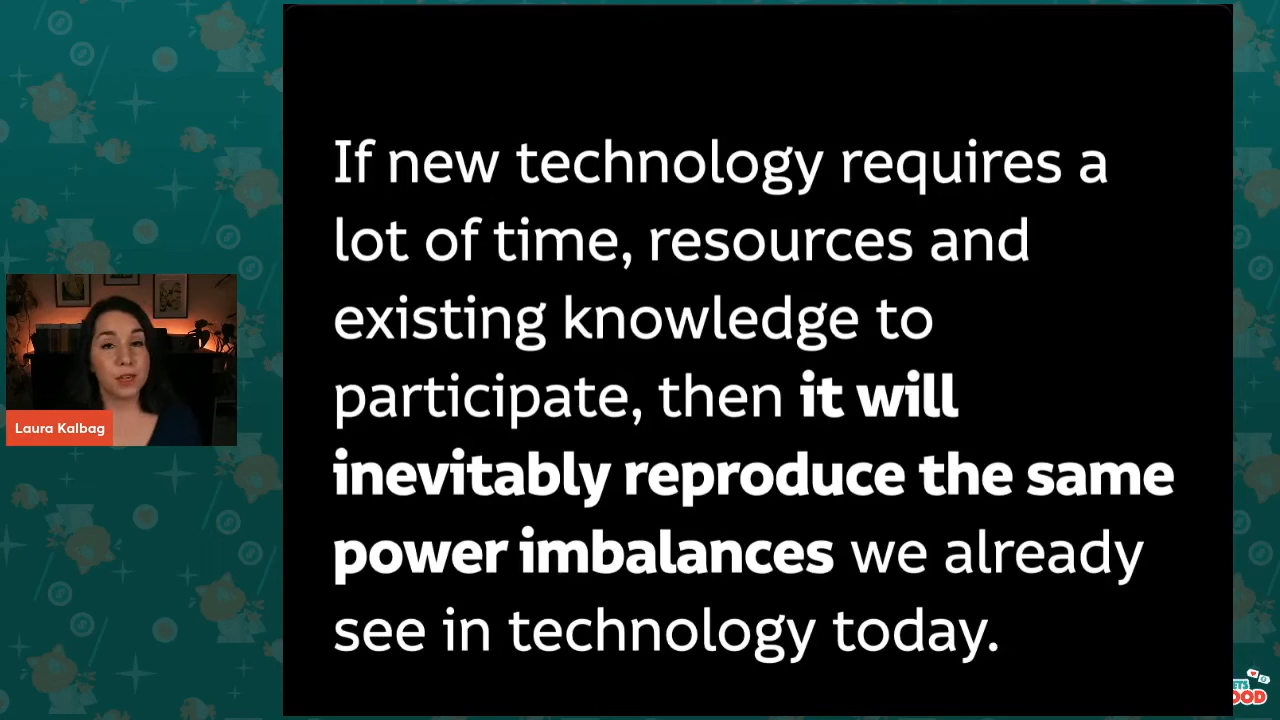 If new technology requires a
lot of time, resources and
existing knowledge to
participate, then it will
inevitably reproduce the same
power imbalances we already
see in technology today.
Laura Kalbag